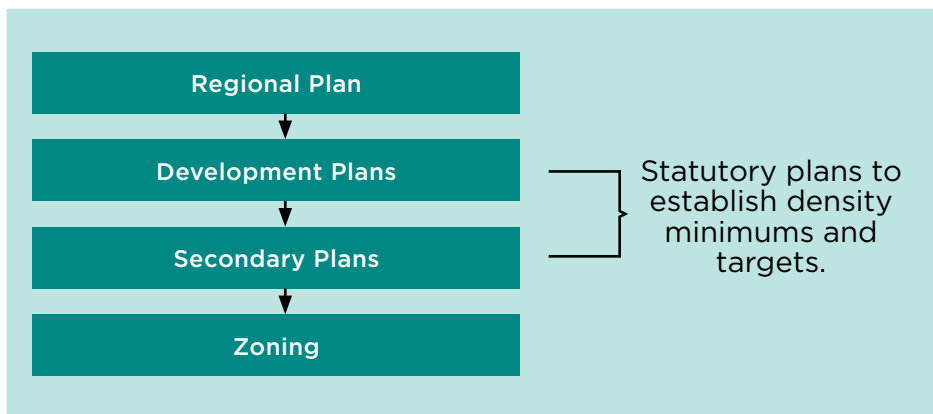 Regional Plan
Development Plans
Secondary Plans
Zoning
Statutory plans to
establish density
minimums and
targets.